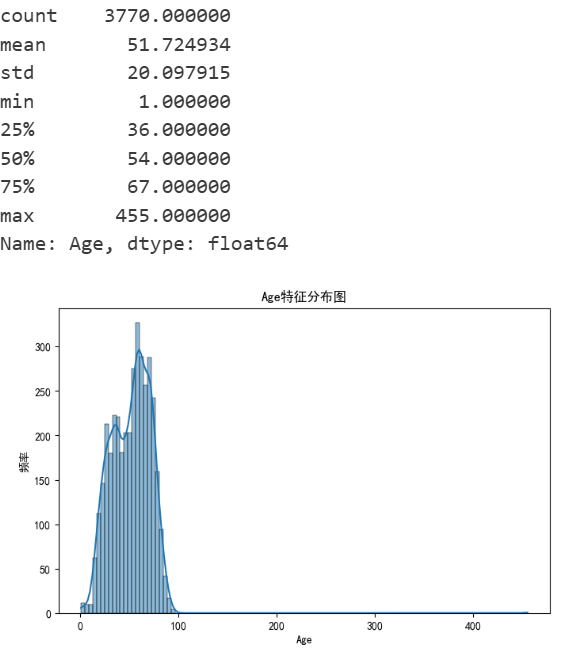 count 3770.000000
mean 51.724934
std 20.097915
min 1.000000
25% 36.000000
50% 54.000000
75% 67.000000
max 455.000000
Name: Age, dtype: float64
Age特征分布图
频率
300
250
200
150
100
50
0
0 100 200 300 400
Age